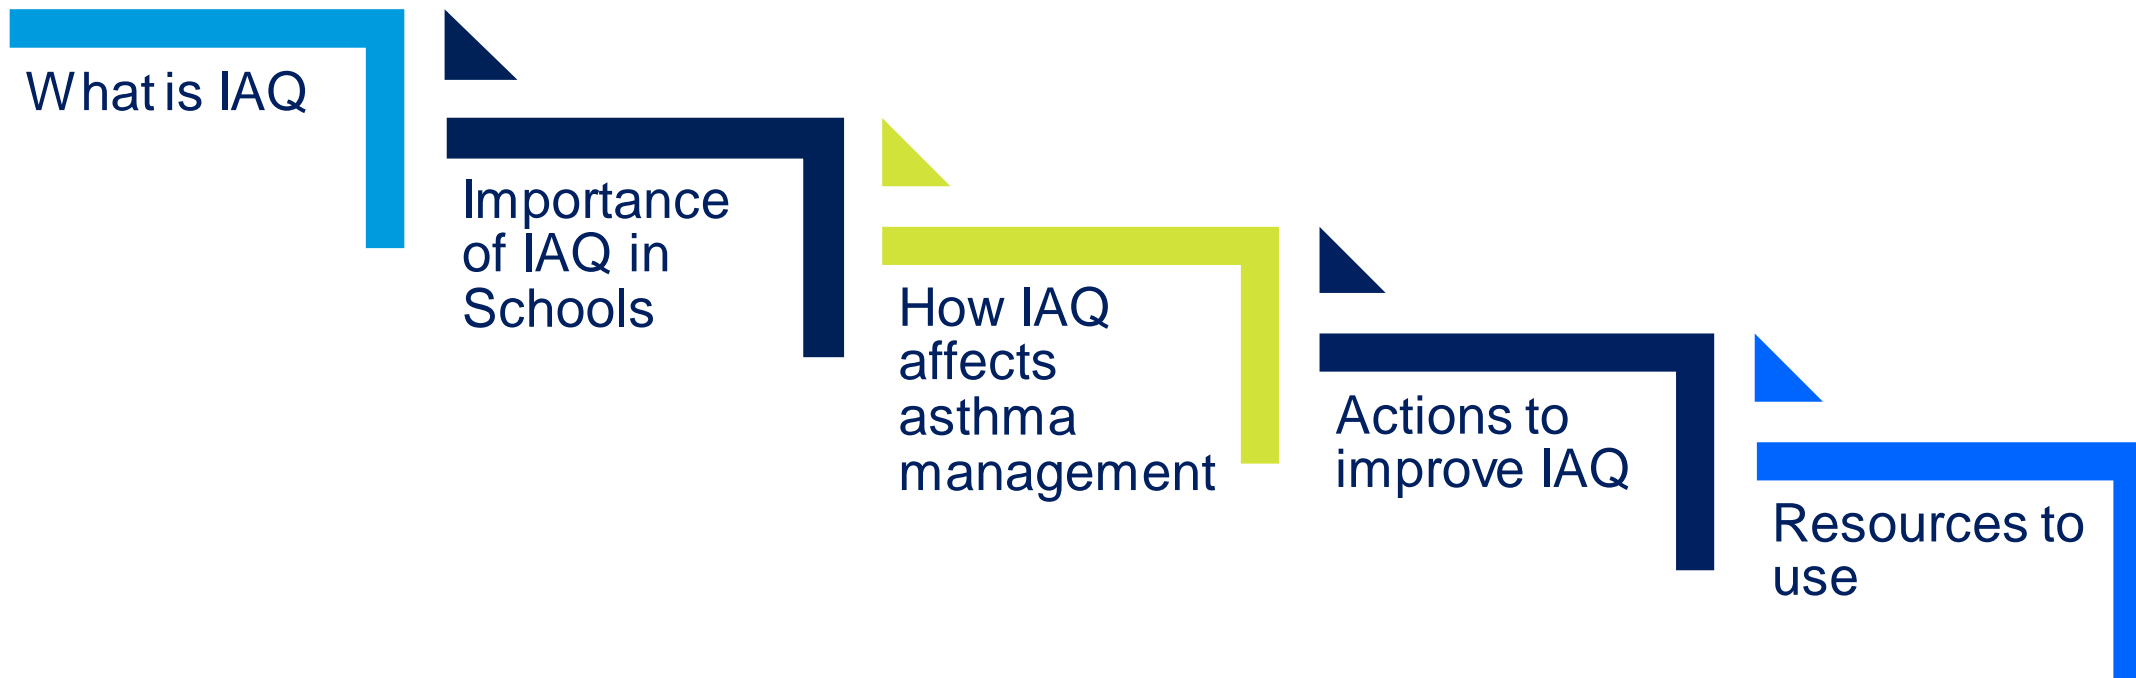 What is IAQ
Importance
of IAQ in
Schools
How IAQ
affects
asthma
management
Actions to
improve IAQ
Resources to
use